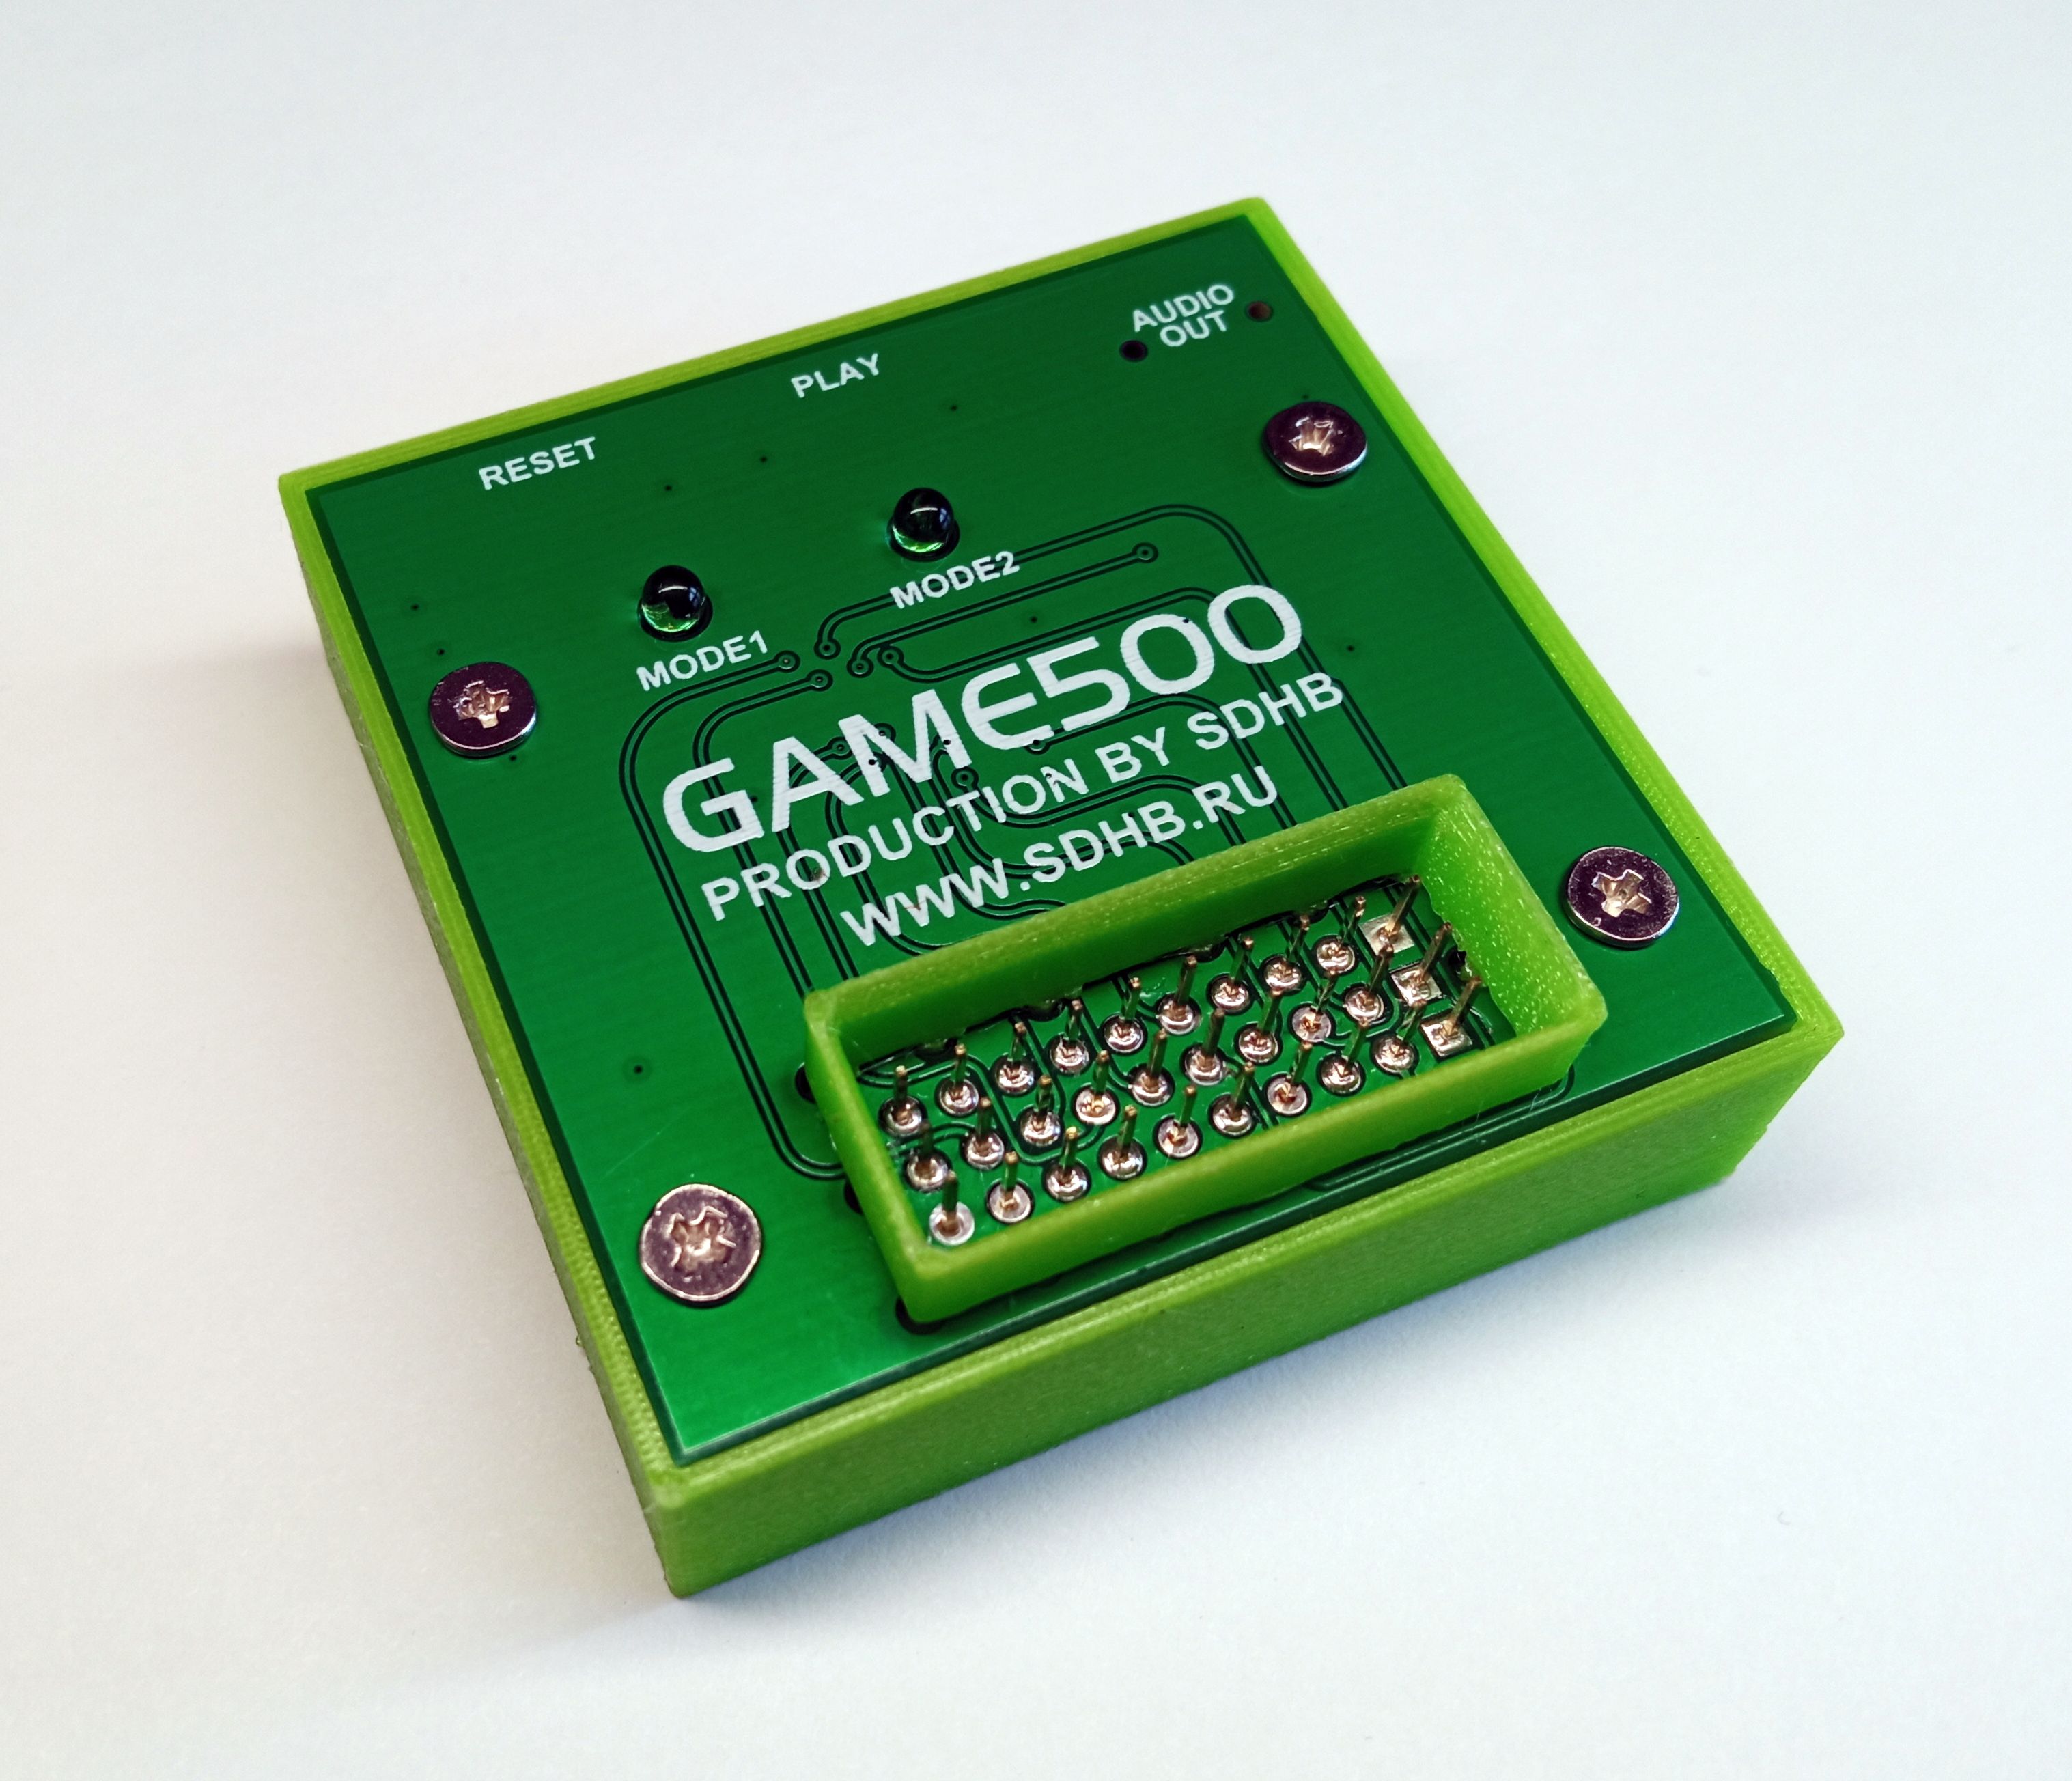 AUDIO
OUT
PLAY
RESET
MODE2
MODE1
GAME500
PRODUCTION BY SDHB
WWW.SDHB.RU